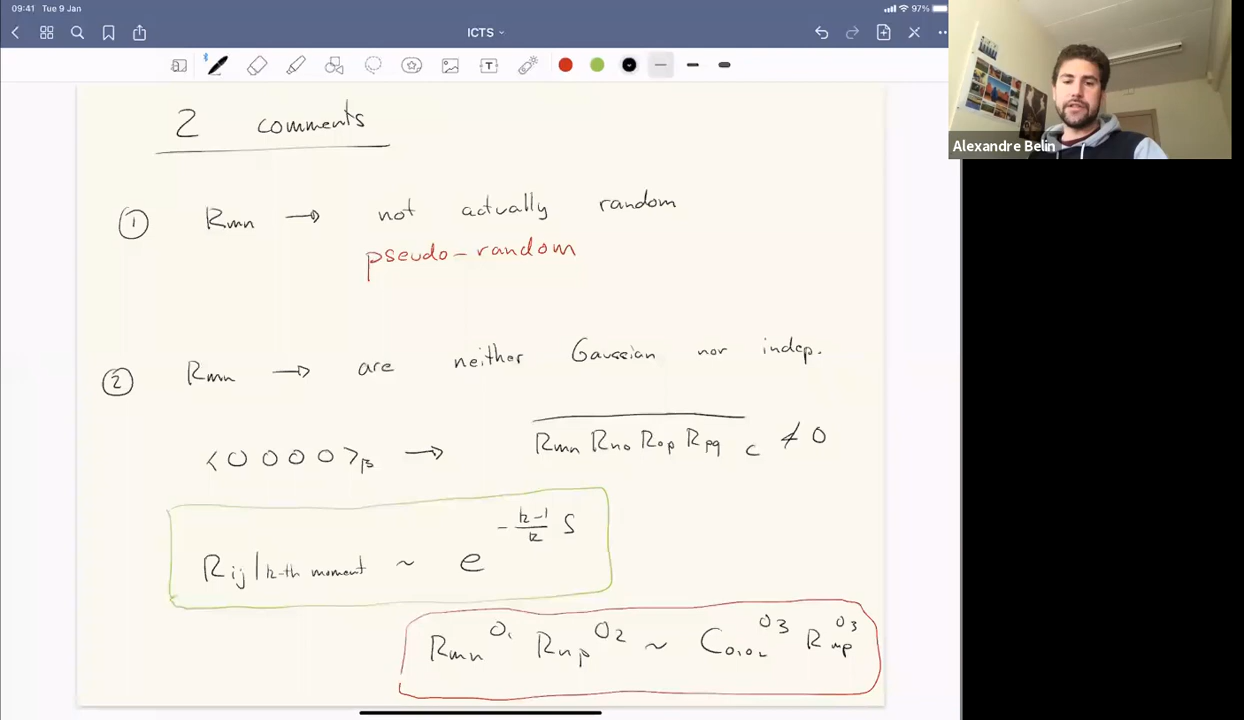 09:41 Tue 9 Jan
97%
ICTS
Alexandre Belin
2 comments
① Rmn → not actually random
pseudo-random
② Rmn → are neither Gaussian nor indep.
<O O O O>β → Rmn Rno Rop Rpq c ≠ 0
Rij|k-th moment ~ e^{-\frac{k-1}{k} S}
Rmn^{O1} Rnp^{O2} ~ C_{O1O2}^{O3} Rmp^{O3}